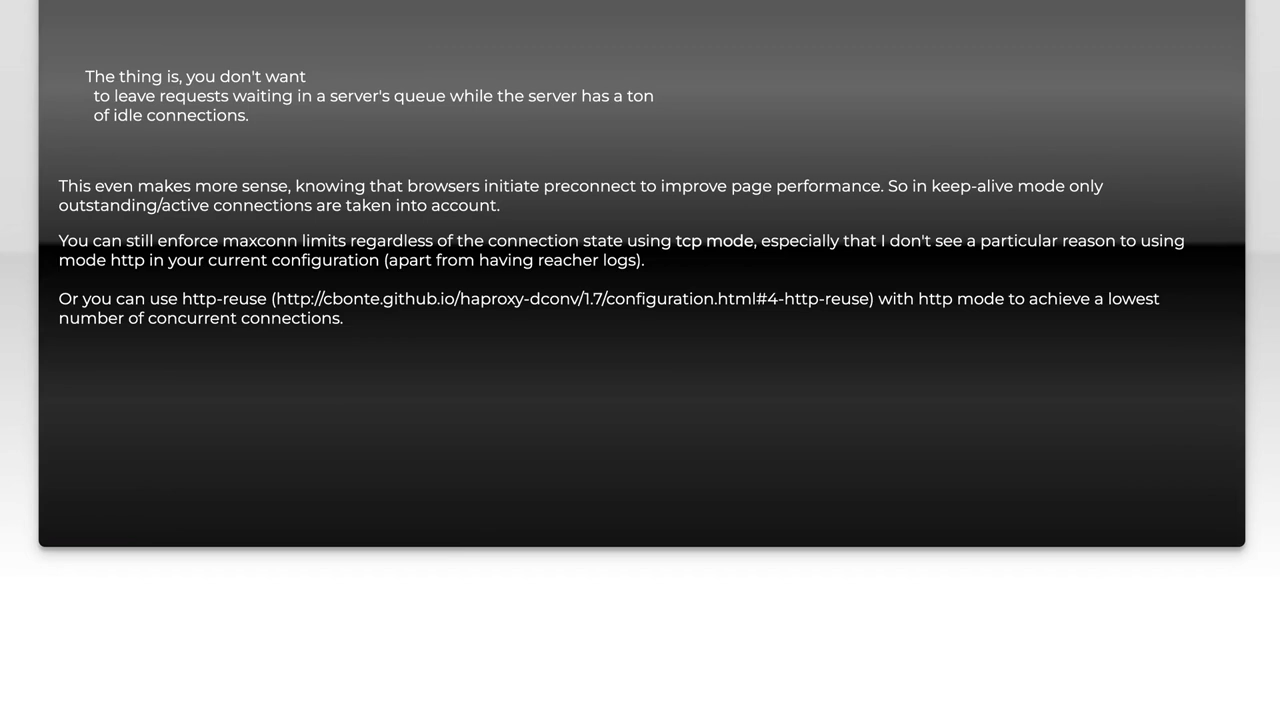 The thing is, you don't want
to leave requests waiting in a server's queue while the server has a ton
of idle connections.
This even makes more sense, knowing that browsers initiate preconnect to improve page performance. So in keep-alive mode only
outstanding/active connections are taken into account.
You can still enforce maxconn limits regardless of the connection state using tcp mode, especially that I don't see a particular reason to using
mode http in your current configuration (apart from having reacher logs).
Or you can use http-reuse (http://cbonte.github.io/haproxy-dconv/1.7/configuration.html#4-http-reuse) with http mode to achieve a lowest
number of concurrent connections.